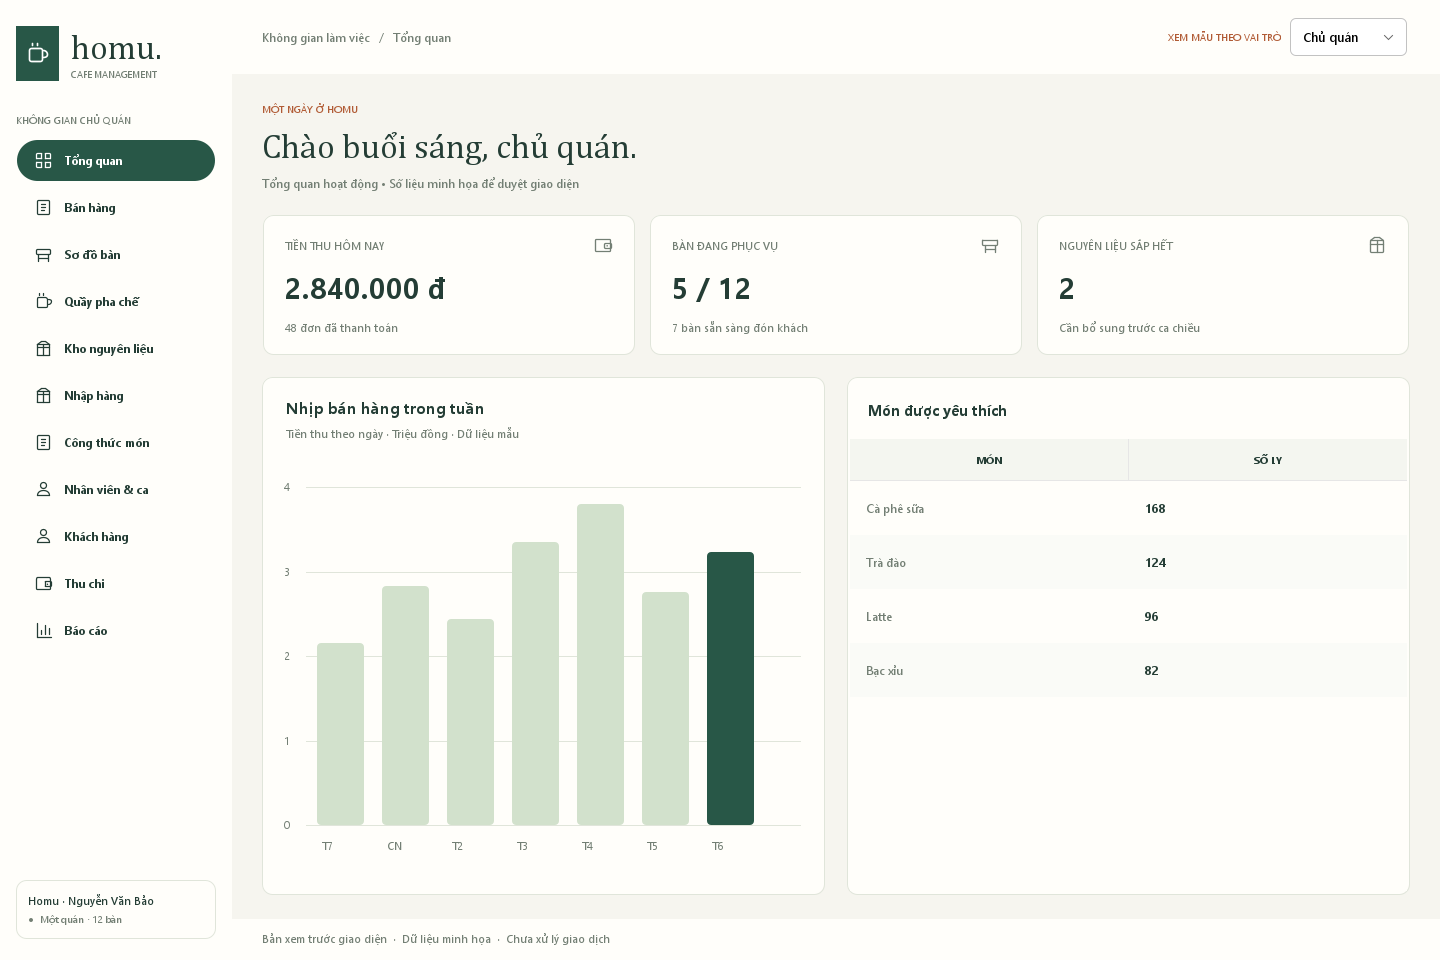 homu.
CAFE MANAGEMENT
KHÔNG GIAN CHỦ QUÁN
Tổng quan
Bán hàng
Sơ đồ bàn
Quầy pha chế
Kho nguyên liệu
Nhập hàng
Công thức món
Nhân viên & ca
Khách hàng
Thu chi
Báo cáo
Homu · Nguyễn Văn Bảo
• Một quán · 12 bàn
Không gian làm việc / Tổng quan
XEM MẪU THEO VAI TRÒ
Chủ quán
MỘT NGÀY Ở HOMU
Chào buổi sáng, chủ quán.
Tổng quan hoạt động • Số liệu minh họa để duyệt giao diện
TIỀN THU HÔM NAY
2.840.000 đ
48 đơn đã thanh toán
BÀN ĐANG PHỤC VỤ
5 / 12
7 bàn sẵn sàng đón khách
NGUYÊN LIỆU SẮP HẾT
2
Cần bổ sung trước ca chiều
Nhịp bán hàng trong tuần
Tiền thu theo ngày · Triệu đồng · Dữ liệu mẫu
4
3
2
1
0
T7 CN T2 T3 T4 T5 T6
Món được yêu thích
MÓN SỐ LY
Cà phê sữa 168
Trà đào 124
Latte 96
Bạc xỉu 82
Bản xem trước giao diện · Dữ liệu minh họa · Chưa xử lý giao dịch